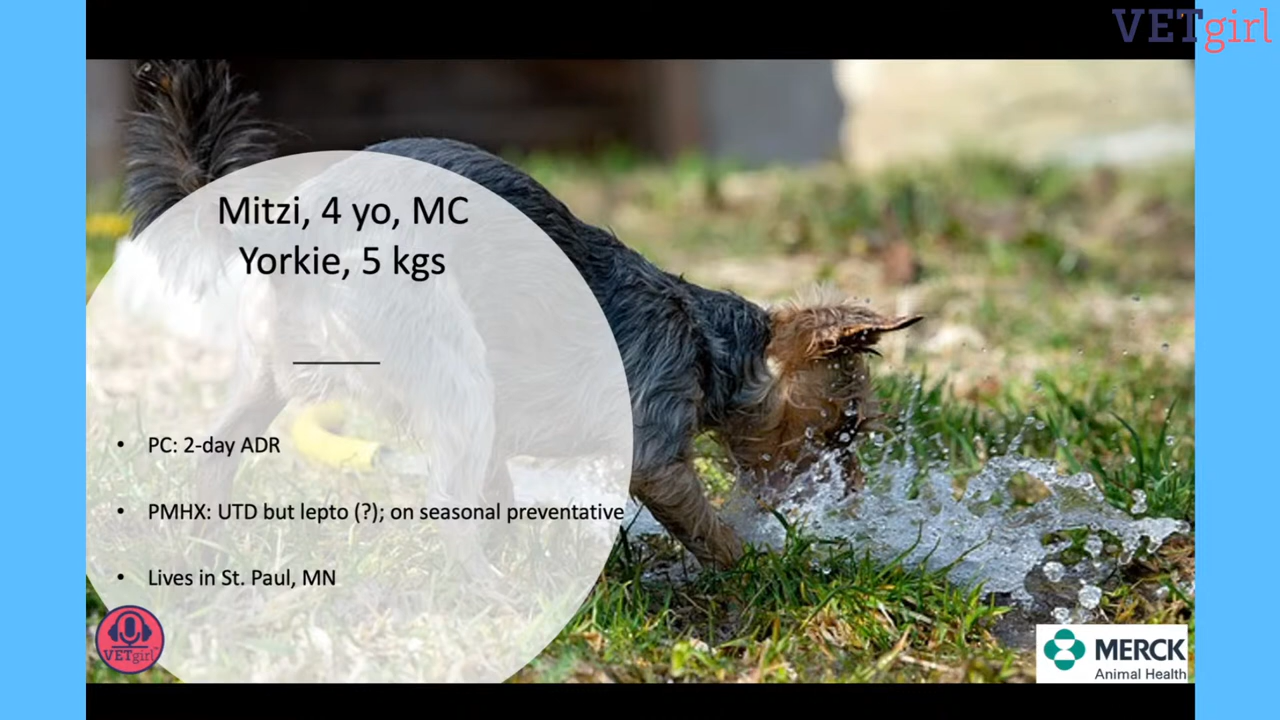 VETgirl
Mitzi, 4 yo, MC
Yorkie, 5 kgs
• PC: 2-day ADR
• PMHX: UTD but lepto (?); on seasonal preventative
• Lives in St. Paul, MN
VETgirl
MERCK
Animal Health